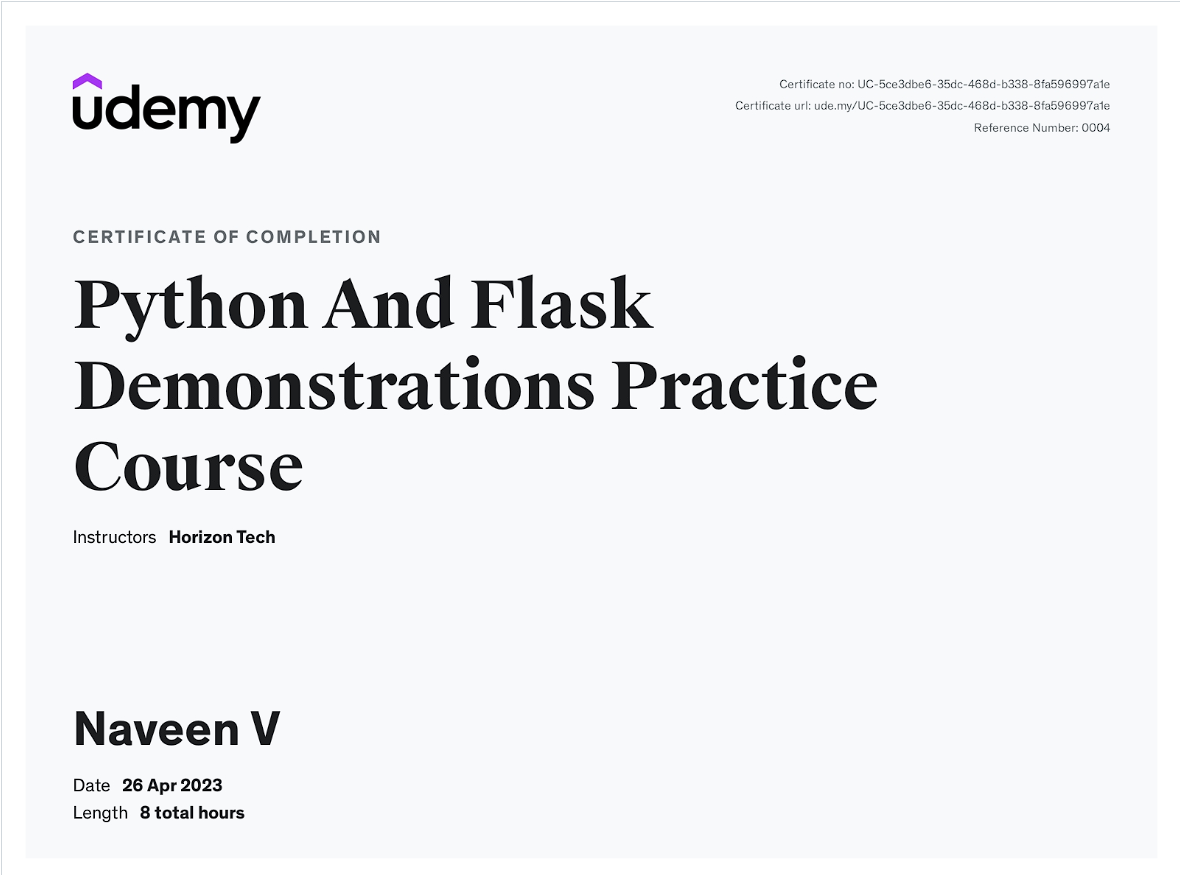 udemy
Certificate no: UC-5ce3dbe6-35dc-468d-b338-8fa596997a1e
Certificate url: ude.my/UC-5ce3dbe6-35dc-468d-b338-8fa596997a1e
Reference Number: 0004
CERTIFICATE OF COMPLETION
Python And Flask
Demonstrations Practice
Course
Instructors Horizon Tech
Naveen V
Date 26 Apr 2023
Length 8 total hours